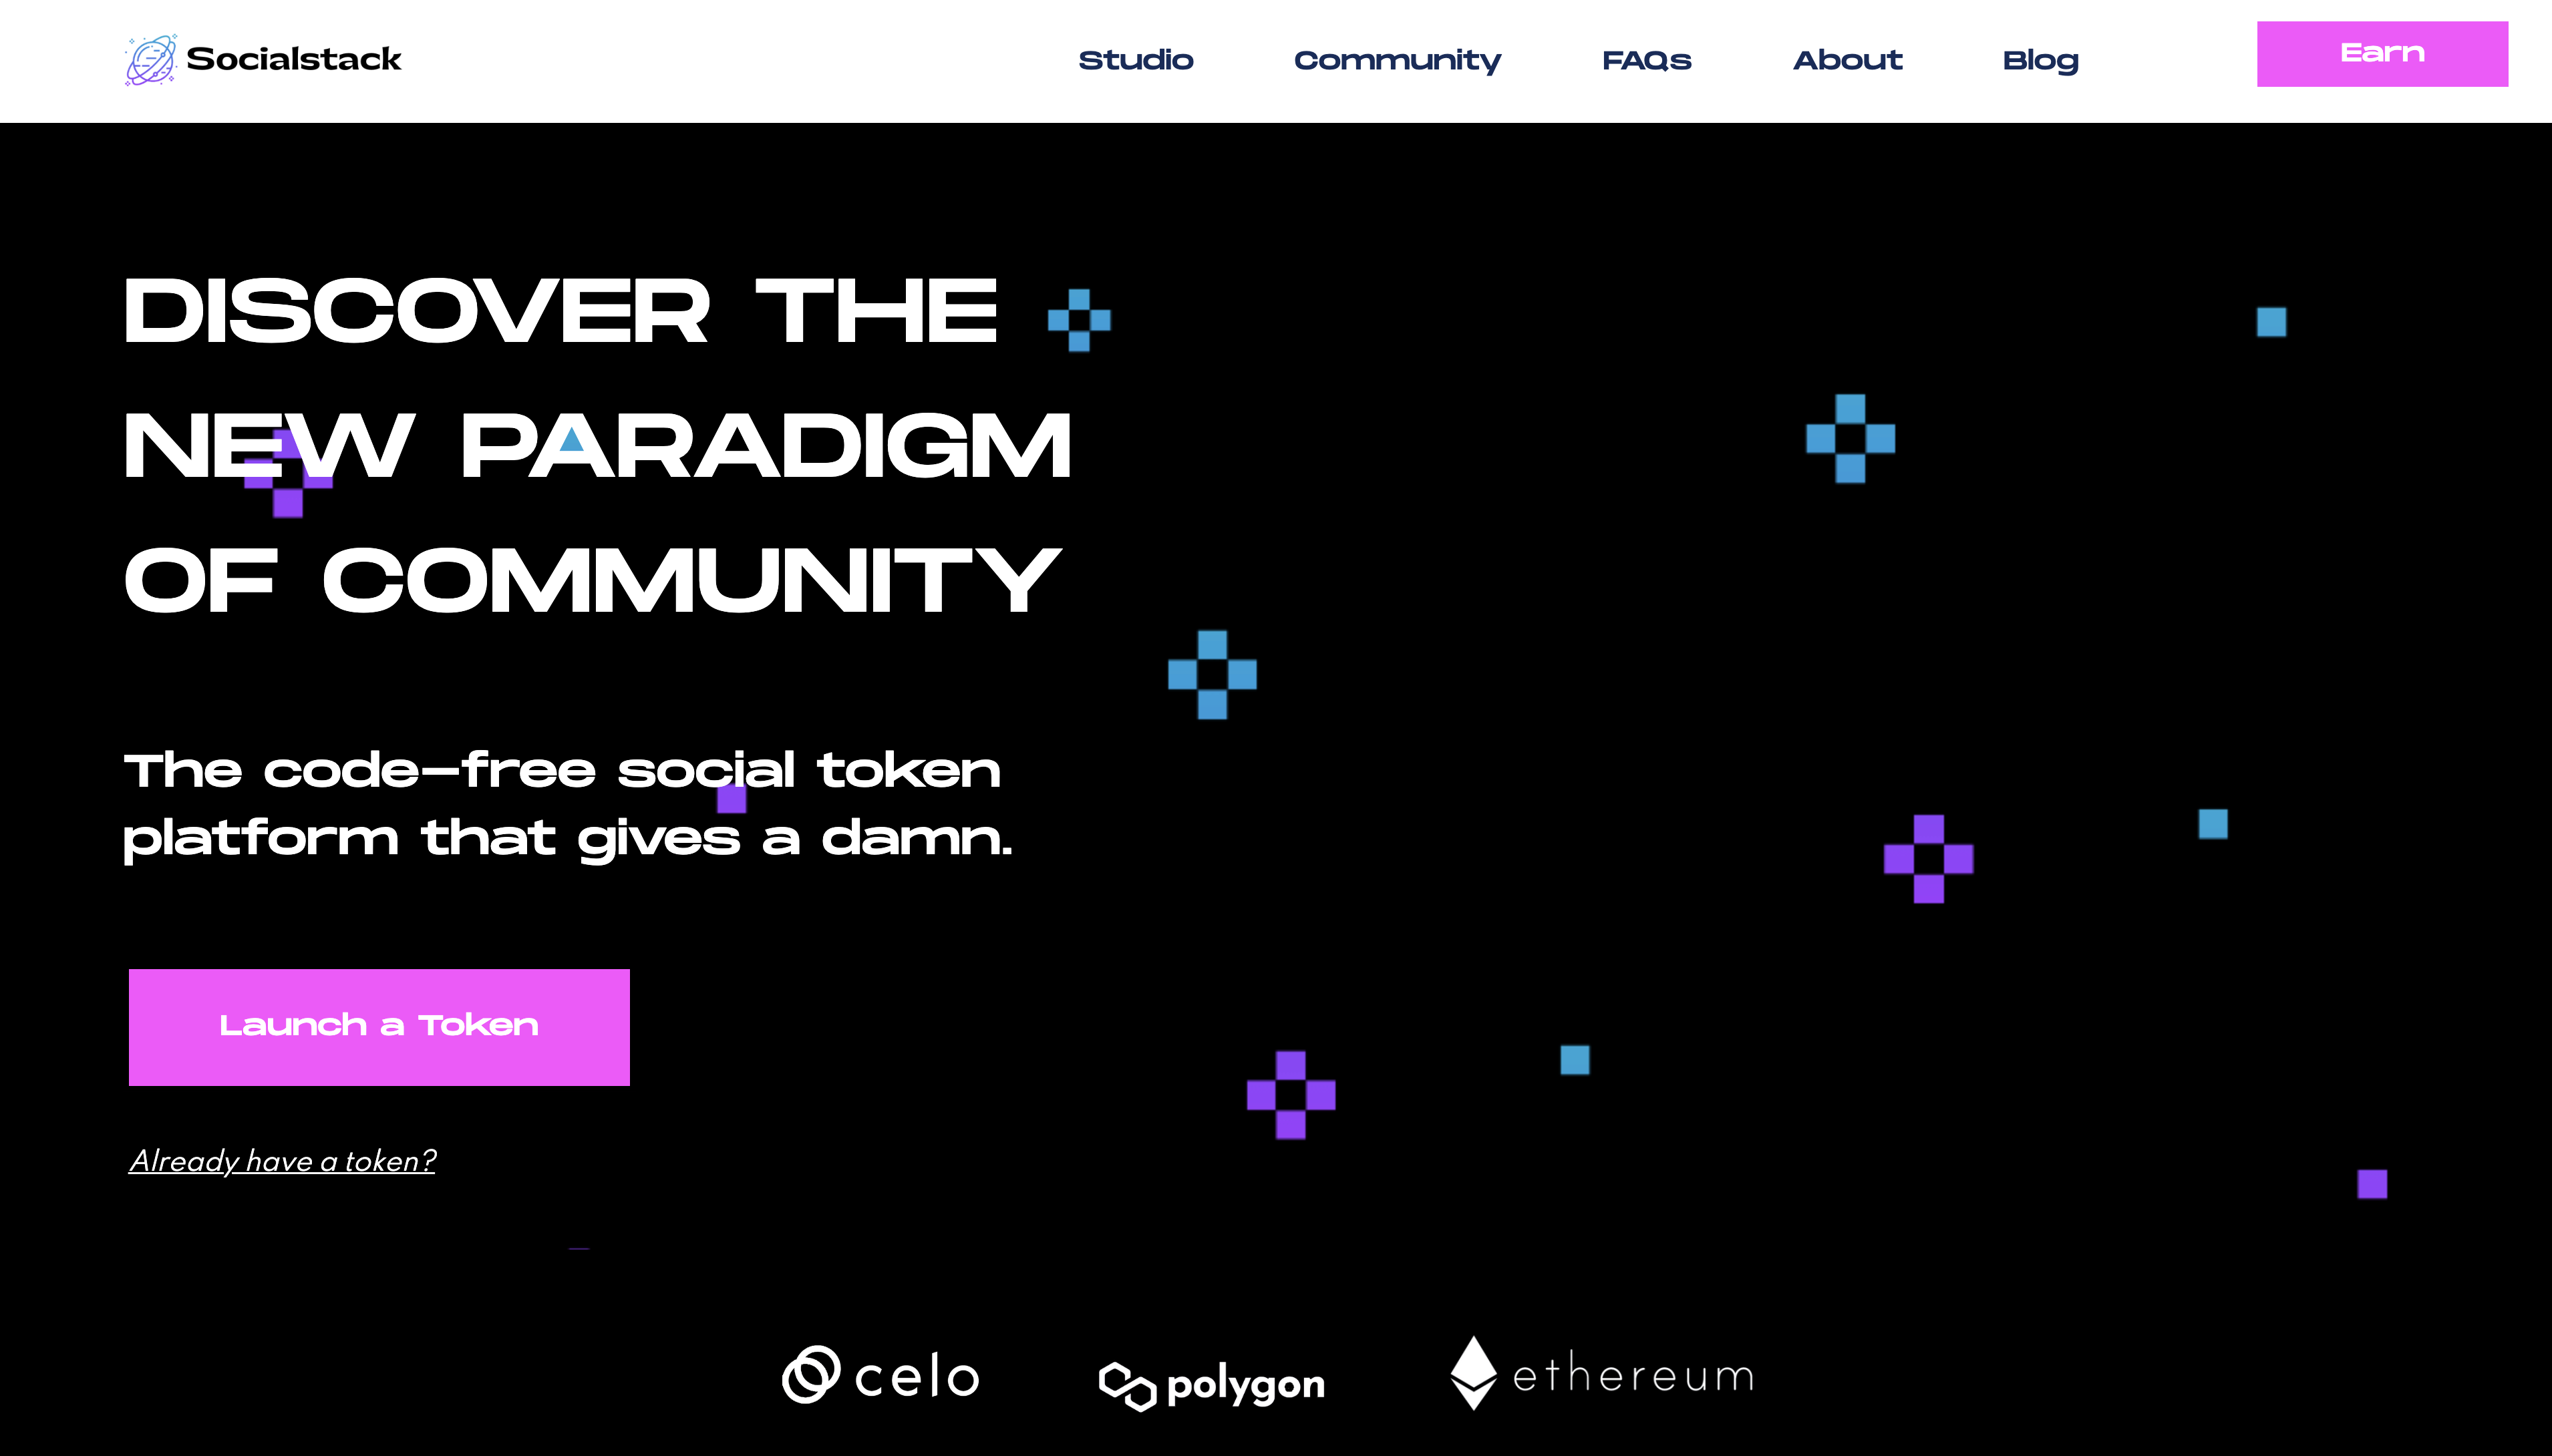 Socialstack
Studio Community FAQs About Blog Earn
DISCOVER THE
NEW PARADIGM
OF COMMUNITY
The code-free social token
platform that gives a damn.
Launch a Token
Already have a token?
celo polygon ethereum